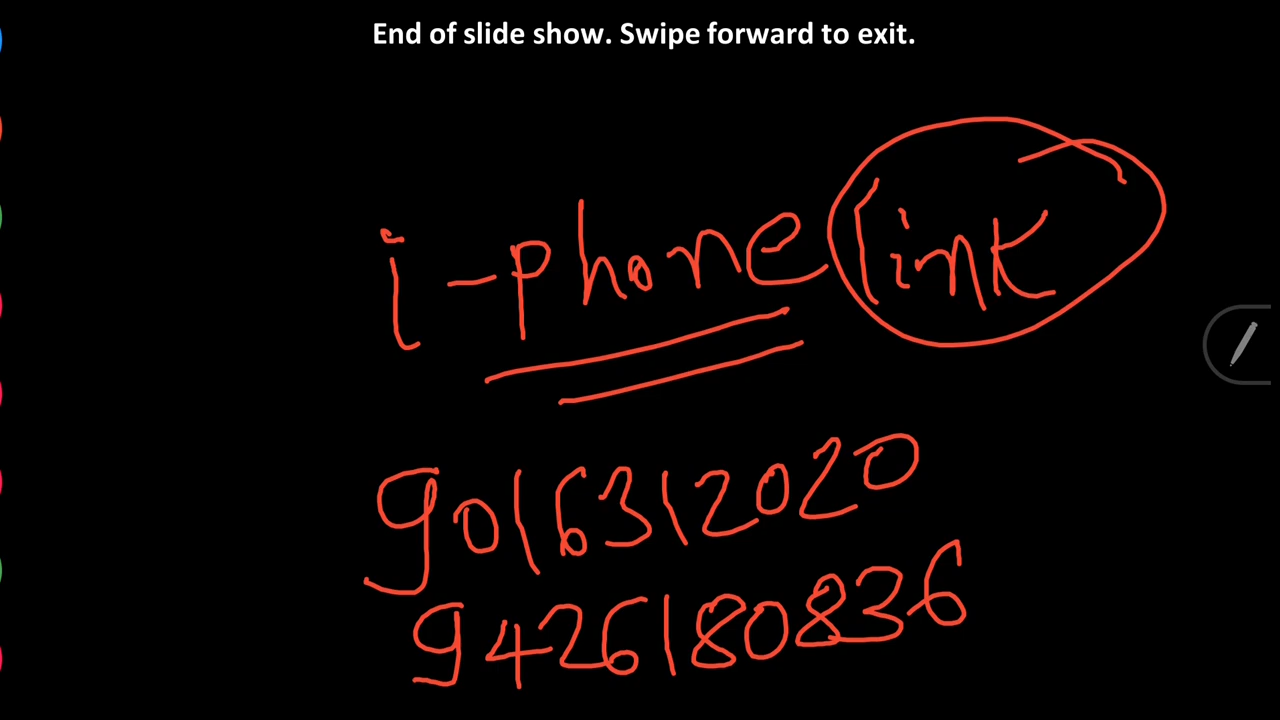 End of slide show. Swipe forward to exit.
i-phone link
9016312020
9426180836